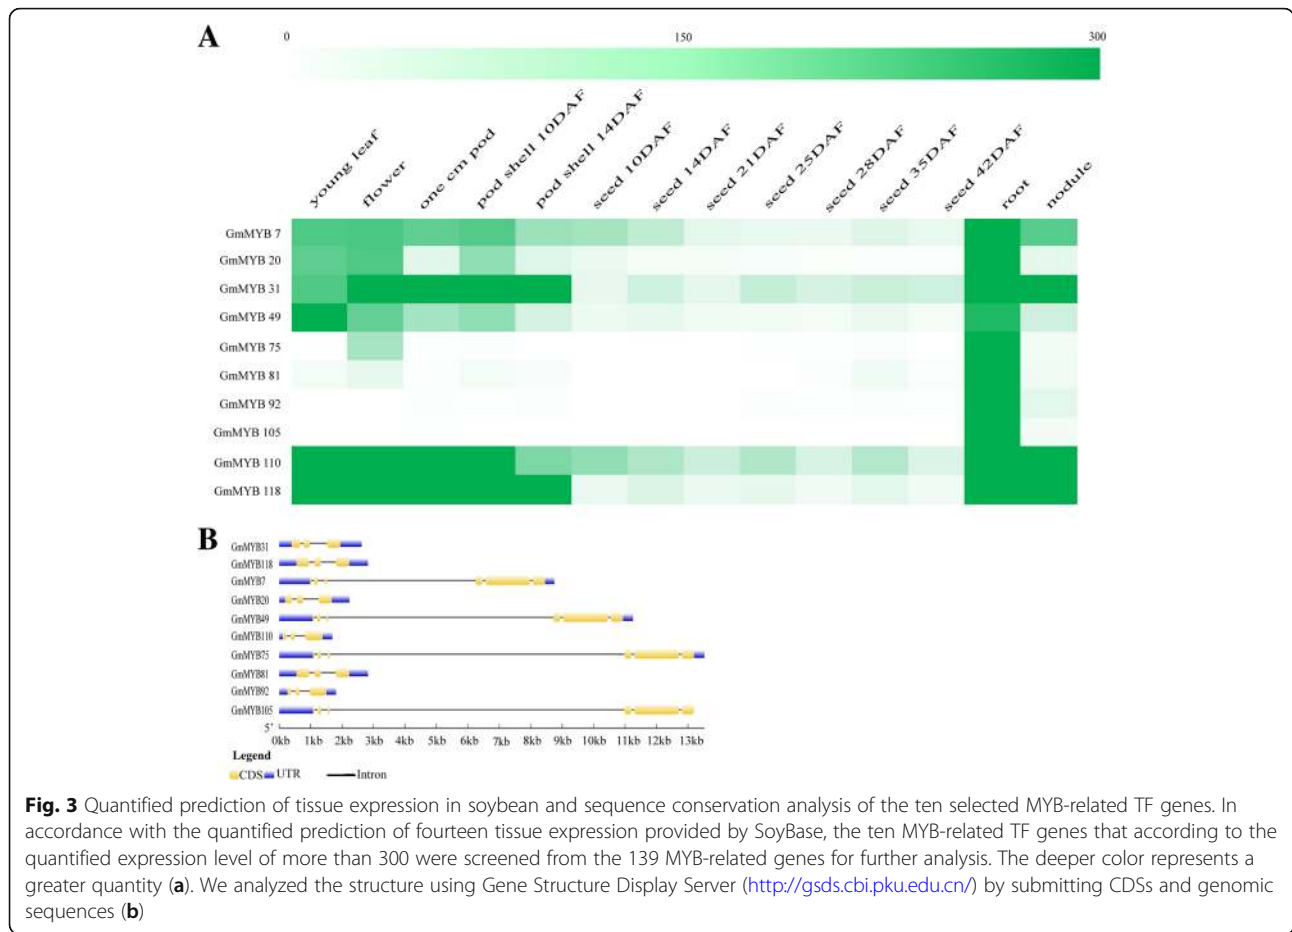 A
0 150 300
young leaf flower one cm pod pod shell 10DAF pod shell 14DAF seed 10DAF seed 14DAF seed 21DAF seed 25DAF seed 28DAF seed 35DAF seed 42DAF root nodule
GmMYB 7
GmMYB 20
GmMYB 31
GmMYB 49
GmMYB 75
GmMYB 81
GmMYB 92
GmMYB 105
GmMYB 110
GmMYB 118
B
GmMYB31
GmMYB118
GmMYB7
GmMYB20
GmMYB49
GmMYB110
GmMYB75
GmMYB81
GmMYB92
GmMYB105
5'
0kb 1kb 2kb 3kb 4kb 5kb 6kb 7kb 8kb 9kb 10kb 11kb 12kb 13kb
Legend
CDS UTR Intron
Fig. 3 Quantified prediction of tissue expression in soybean and sequence conservation analysis of the ten selected MYB-related TF genes. In
accordance with the quantified prediction of fourteen tissue expression provided by SoyBase, the ten MYB-related TF genes that according to the
quantified expression level of more than 300 were screened from the 139 MYB-related genes for further analysis. The deeper color represents a
greater quantity (a). We analyzed the structure using Gene Structure Display Server (http://gsds.cbi.pku.edu.cn/) by submitting CDSs and genomic
sequences (b)